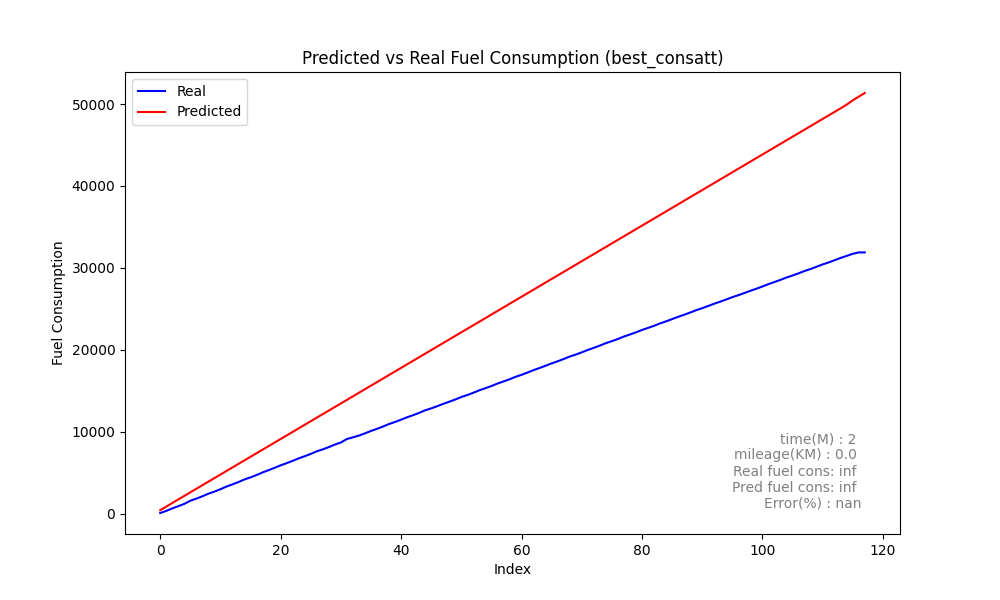 Predicted vs Real Fuel Consumption (best_consatt)
Real
Predicted
Fuel Consumption
50000
40000
30000
20000
10000
0
time(M) : 2
mileage(KM) : 0.0
Real fuel cons: inf
Pred fuel cons: inf
Error(%) : nan
0 20 40 60 80 100 120
Index